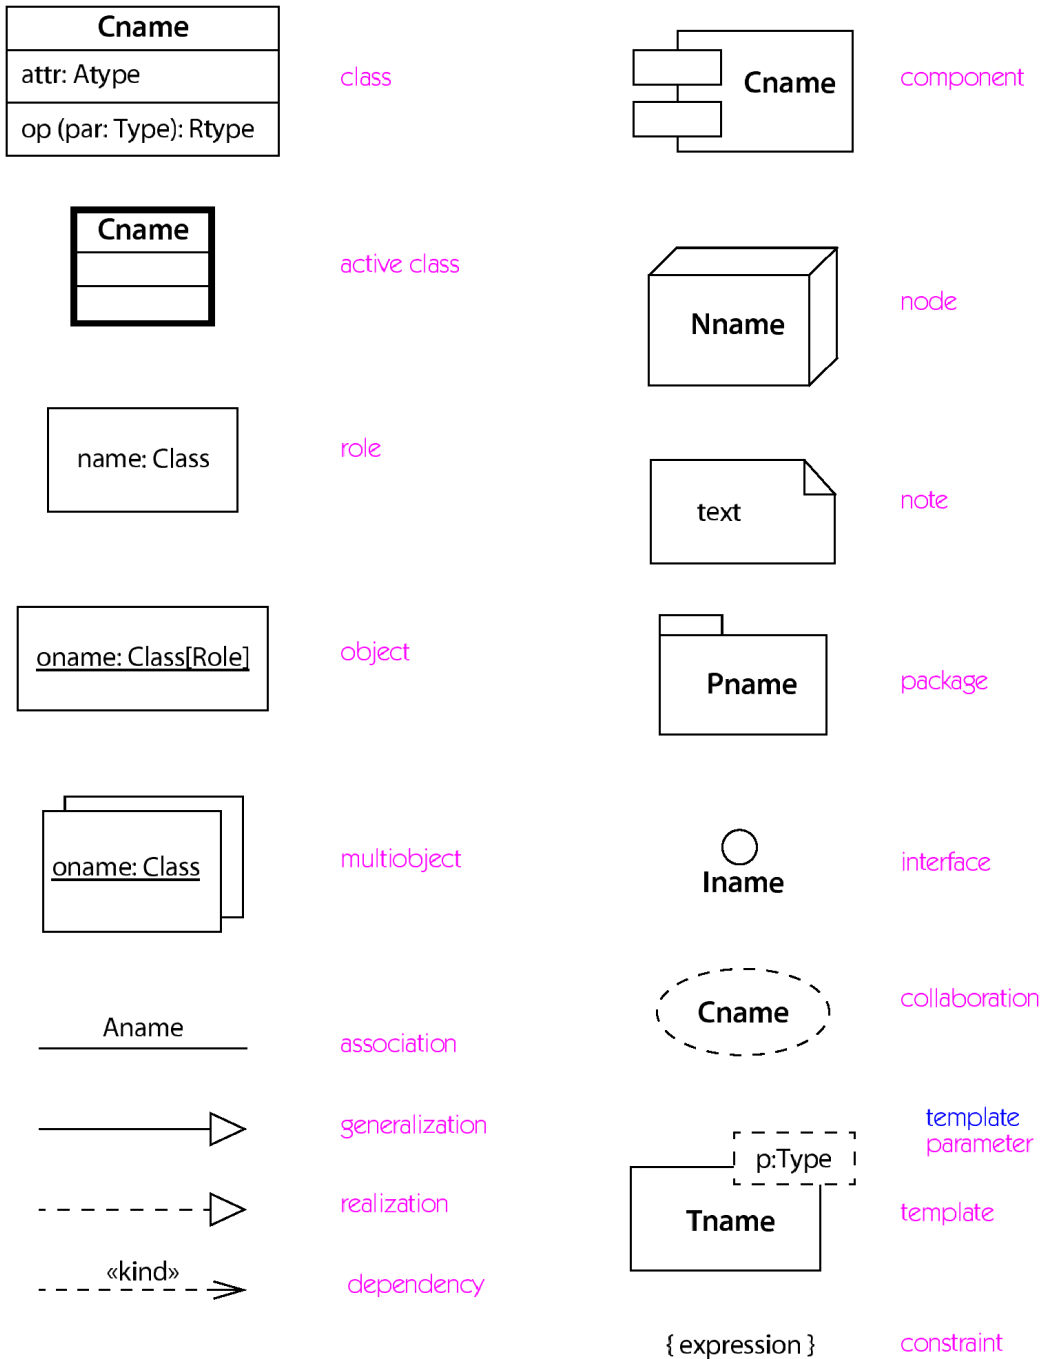 Cname
attr: Atype
op (par: Type): Rtype
class
Cname
active class
name: Class
role
oname: Class[Role]
object
oname: Class
multiobject
Aname
association
generalization
realization
«kind»
dependency
Cname
component
Nname
node
text
note
Pname
package
Iname
interface
Cname
collaboration
template
parameter
p:Type
Tname
template
{ expression }
constraint